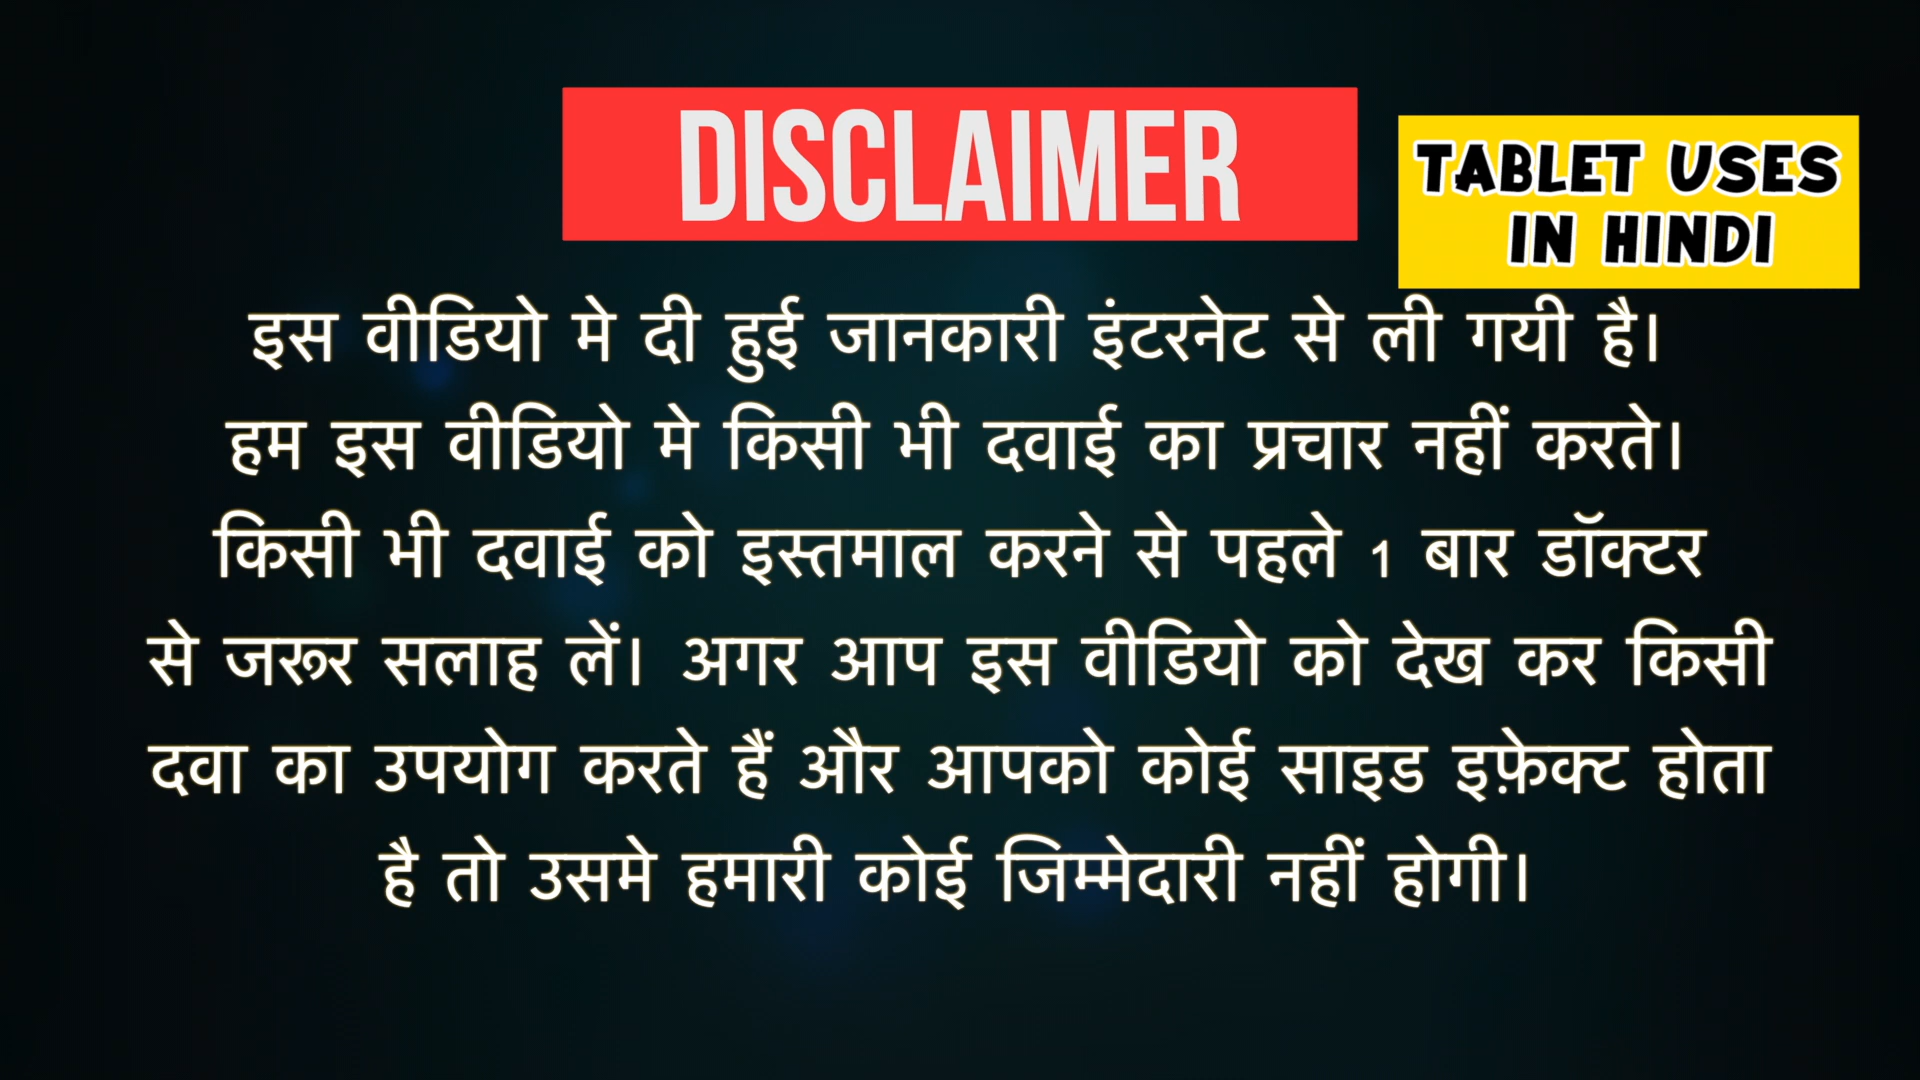 DISCLAIMER
TABLET USES
IN HINDI
इस वीडियो मे दी हुई जानकारी इंटरनेट से ली गयी है।
हम इस वीडियो मे किसी भी दवाई का प्रचार नहीं करते।
किसी भी दवाई को इस्तमाल करने से पहले 1 बार डॉक्टर
से जरूर सलाह लें। अगर आप इस वीडियो को देख कर किसी
दवा का उपयोग करते हैं और आपको कोई साइड इफ़ेक्ट होता
है तो उसमे हमारी कोई जिम्मेदारी नहीं होगी।